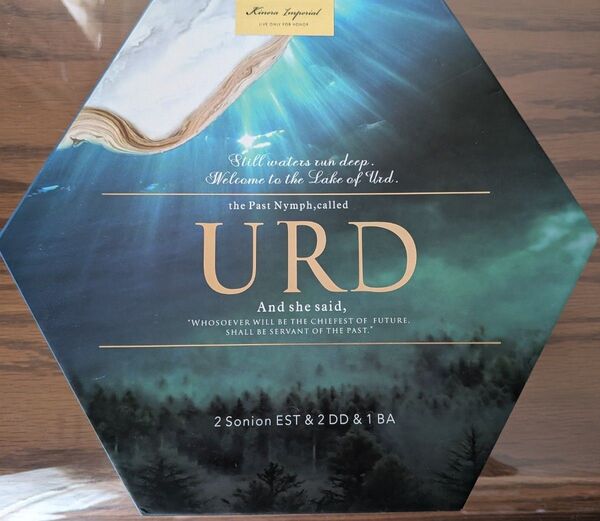 Kinera Imperial
LIVE ONLY FOR HONOR
Still waters run deep.
Welcome to the Lake of Urd.
the Past Nymph,called
URD
And she said,
"WHOSOEVER WILL BE THE CHIEFEST OF FUTURE,
SHALL BE SERVANT OF THE PAST."
2 Sonion EST & 2 DD & 1 BA